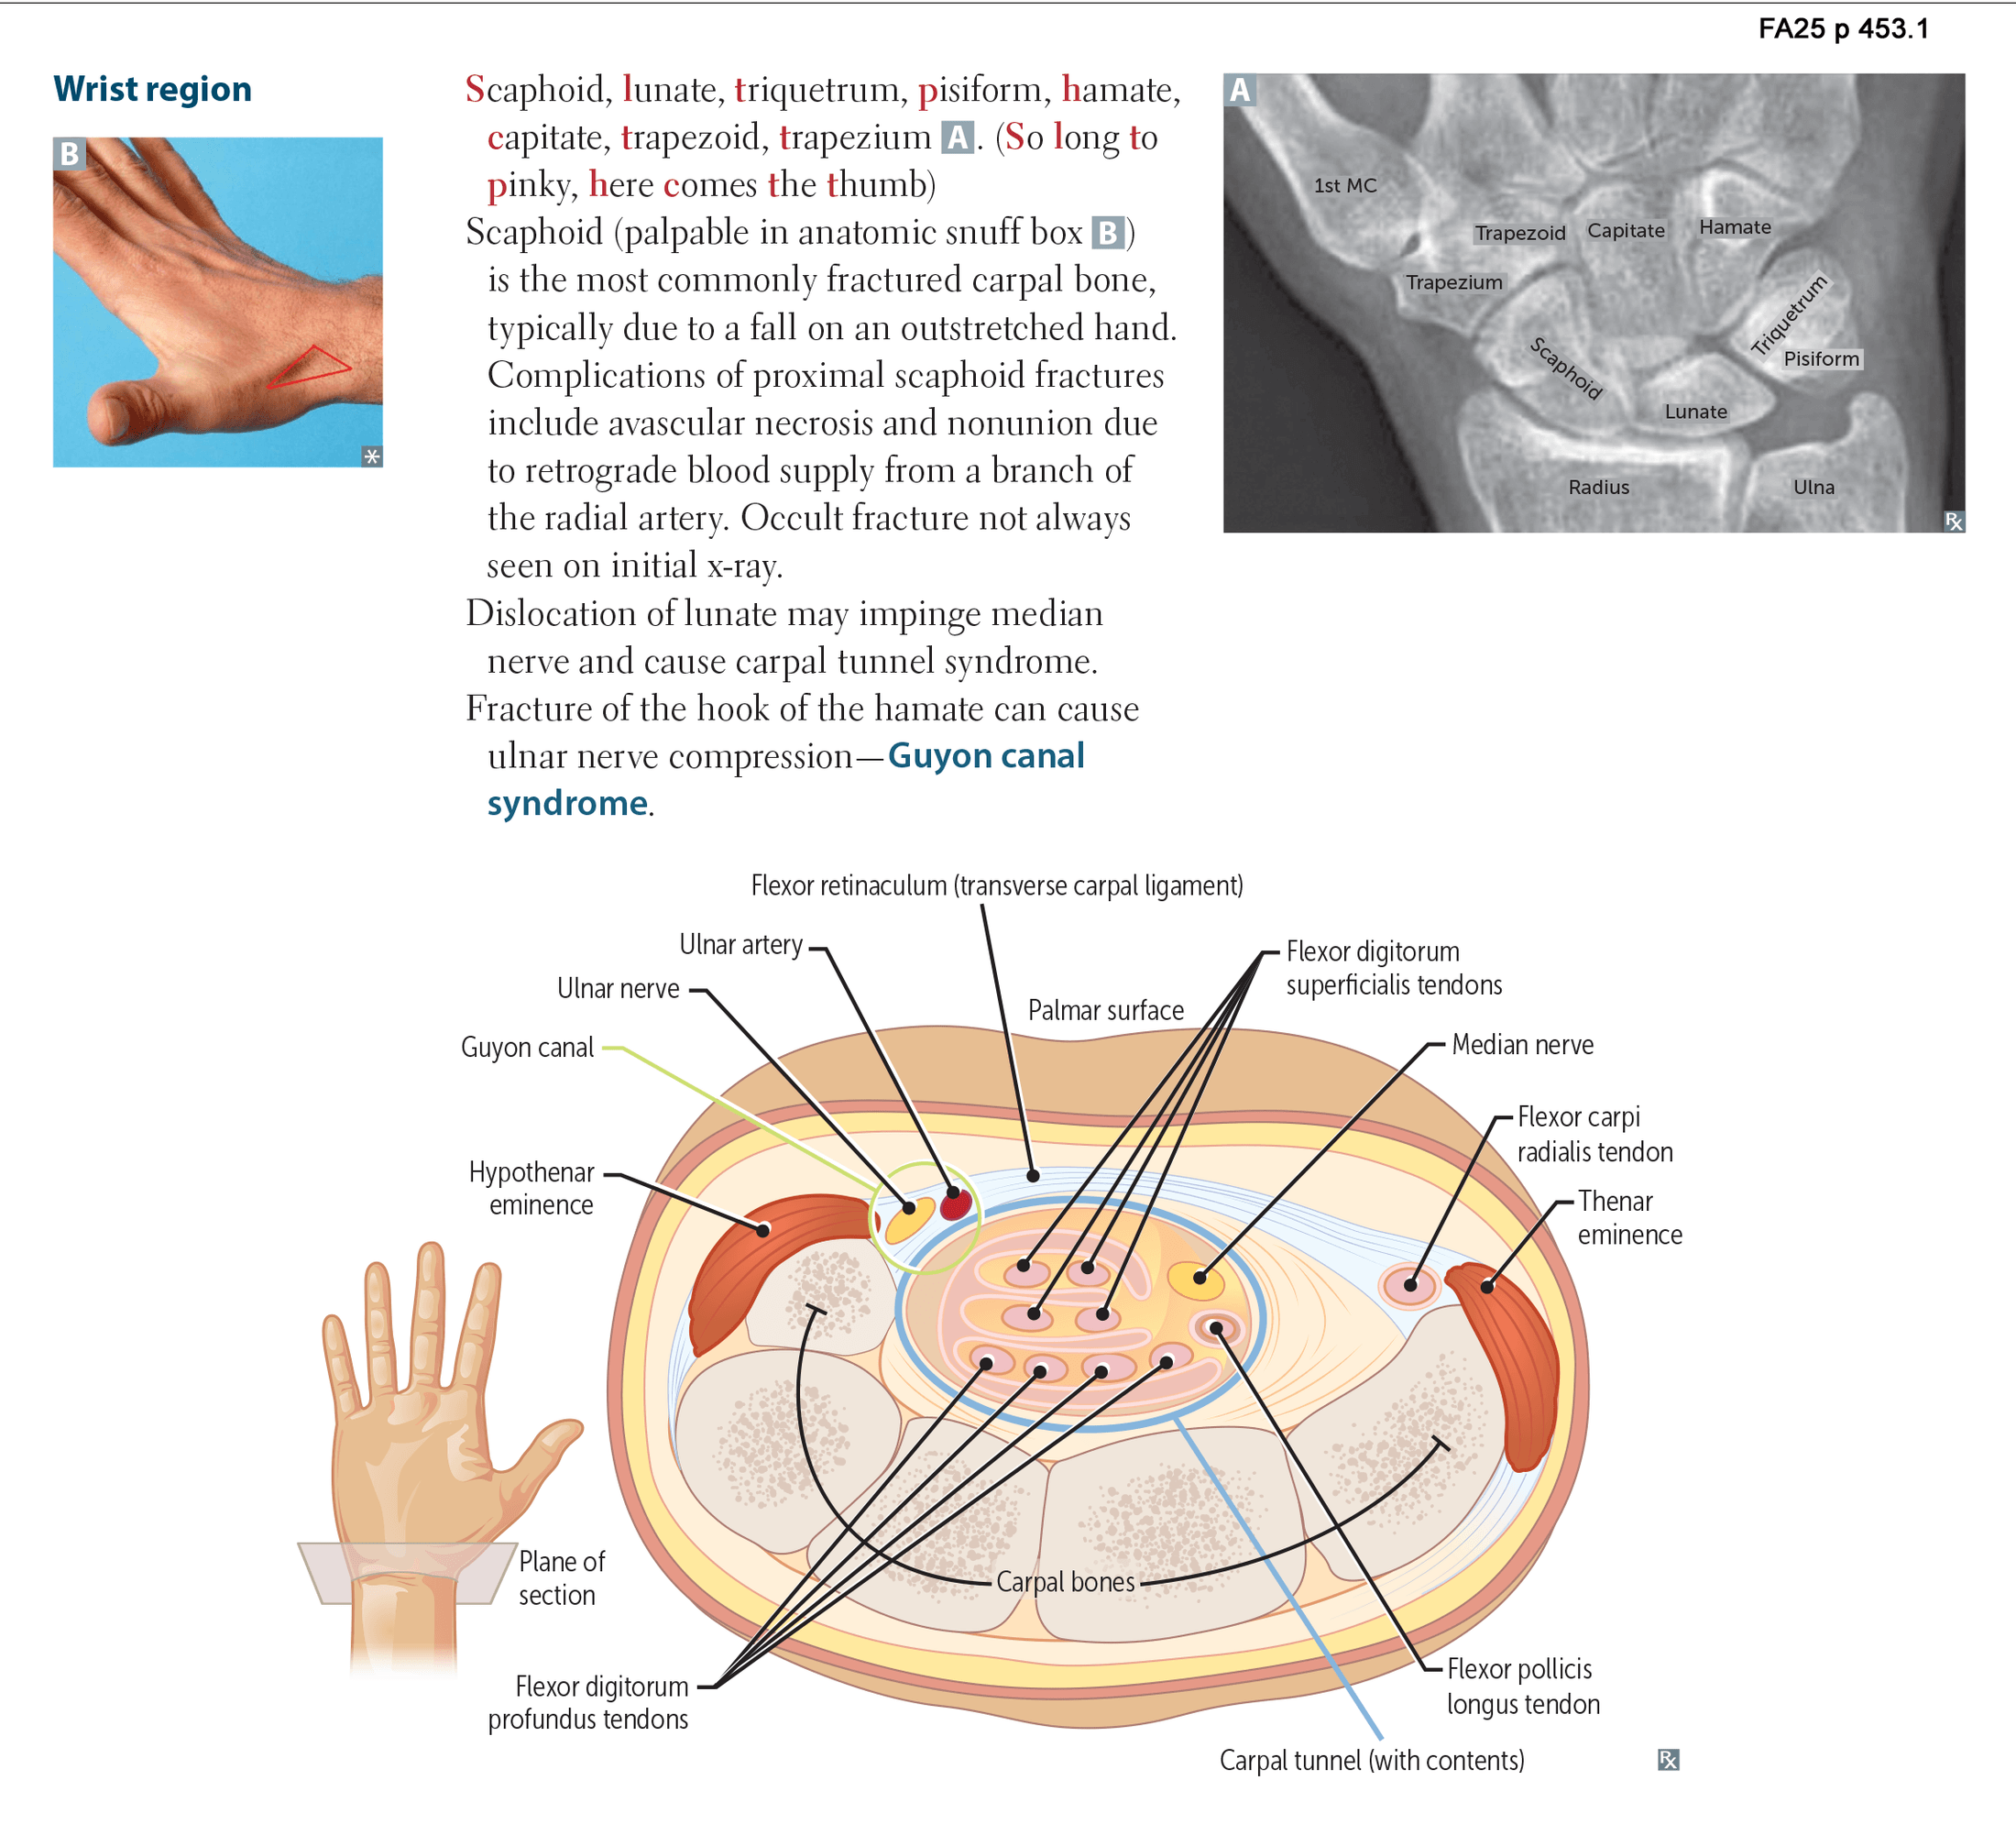 FA25 p 453.1
Wrist region
B
*
Scaphoid, lunate, triquetrum, pisiform, hamate,
capitate, trapezoid, trapezium A. (So long to
pinky, here comes the thumb)
Scaphoid (palpable in anatomic snuff box B)
is the most commonly fractured carpal bone,
typically due to a fall on an outstretched hand.
Complications of proximal scaphoid fractures
include avascular necrosis and nonunion due
to retrograde blood supply from a branch of
the radial artery. Occult fracture not always
seen on initial x-ray.
Dislocation of lunate may impinge median
nerve and cause carpal tunnel syndrome.
Fracture of the hook of the hamate can cause
ulnar nerve compression—Guyon canal
syndrome.
A
1st MC
Trapezoid
Capitate
Hamate
Trapezium
Triquetrum
Pisiform
Scaphoid
Lunate
Radius
Ulna
Rx
Flexor retinaculum (transverse carpal ligament)
Ulnar artery
Ulnar nerve
Guyon canal
Hypothenar
eminence
Palmar surface
Flexor digitorum
superficialis tendons
Median nerve
Flexor carpi
radialis tendon
Thenar
eminence
Plane of
section
Carpal bones
Flexor digitorum
profundus tendons
Flexor pollicis
longus tendon
Carpal tunnel (with contents)
Rx